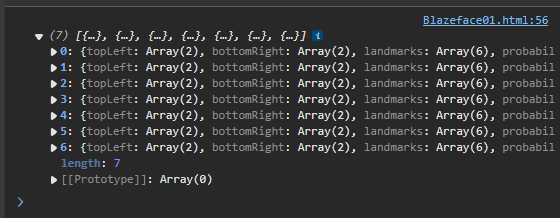 Blazeface01.html:56
(7) [{…}, {…}, {…}, {…}, {…}, {…}, {…}] i
0: {topLeft: Array(2), bottomRight: Array(2), landmarks: Array(6), probabil
1: {topLeft: Array(2), bottomRight: Array(2), landmarks: Array(6), probabil
2: {topLeft: Array(2), bottomRight: Array(2), landmarks: Array(6), probabil
3: {topLeft: Array(2), bottomRight: Array(2), landmarks: Array(6), probabil
4: {topLeft: Array(2), bottomRight: Array(2), landmarks: Array(6), probabil
5: {topLeft: Array(2), bottomRight: Array(2), landmarks: Array(6), probabil
6: {topLeft: Array(2), bottomRight: Array(2), landmarks: Array(6), probabil
length: 7
[[Prototype]]: Array(0)